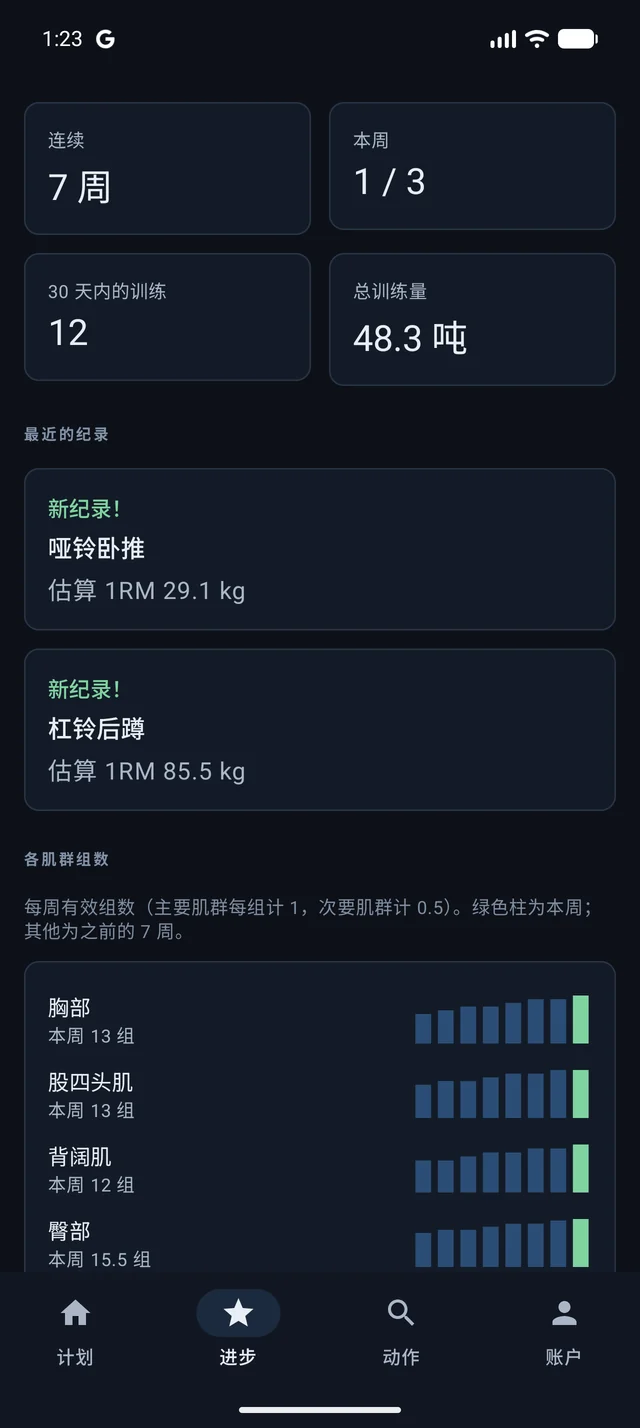 1:23
连续
7 周
本周
1 / 3
30 天内的训练
12
总训练量
48.3 吨
最近的纪录
新纪录！
哑铃卧推
估算 1RM 29.1 kg
新纪录！
杠铃后蹲
估算 1RM 85.5 kg
各肌群组数
每周有效组数（主要肌群每组计 1，次要肌群计 0.5）。绿色柱为本周；
其他为之前的 7 周。
胸部
本周 13 组
股四头肌
本周 13 组
背阔肌
本周 12 组
臀部
本周 15.5 组
计划
进步
动作
账户